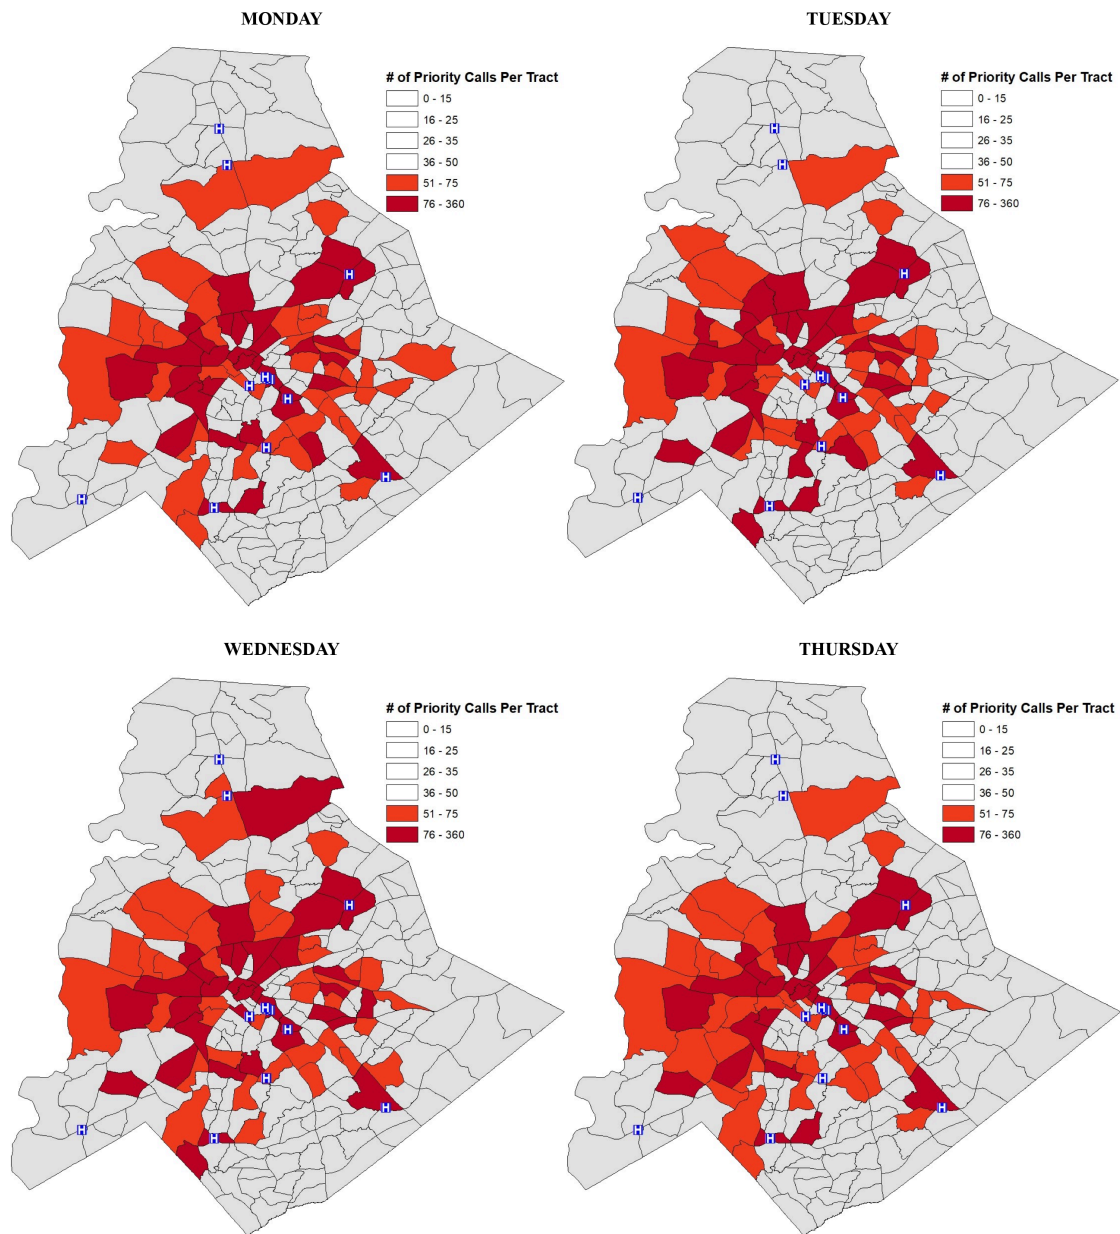 MONDAY
# of Priority Calls Per Tract
0 - 15
16 - 25
26 - 35
36 - 50
51 - 75
76 - 360
H
H
H
H
H
H
H
H
H
H
TUESDAY
# of Priority Calls Per Tract
0 - 15
16 - 25
26 - 35
36 - 50
51 - 75
76 - 360
H
H
H
H
H
H
H
H
H
H
WEDNESDAY
# of Priority Calls Per Tract
0 - 15
16 - 25
26 - 35
36 - 50
51 - 75
76 - 360
H
H
H
H
H
H
H
H
H
H
THURSDAY
# of Priority Calls Per Tract
0 - 15
16 - 25
26 - 35
36 - 50
51 - 75
76 - 360
H
H
H
H
H
H
H
H
H
H